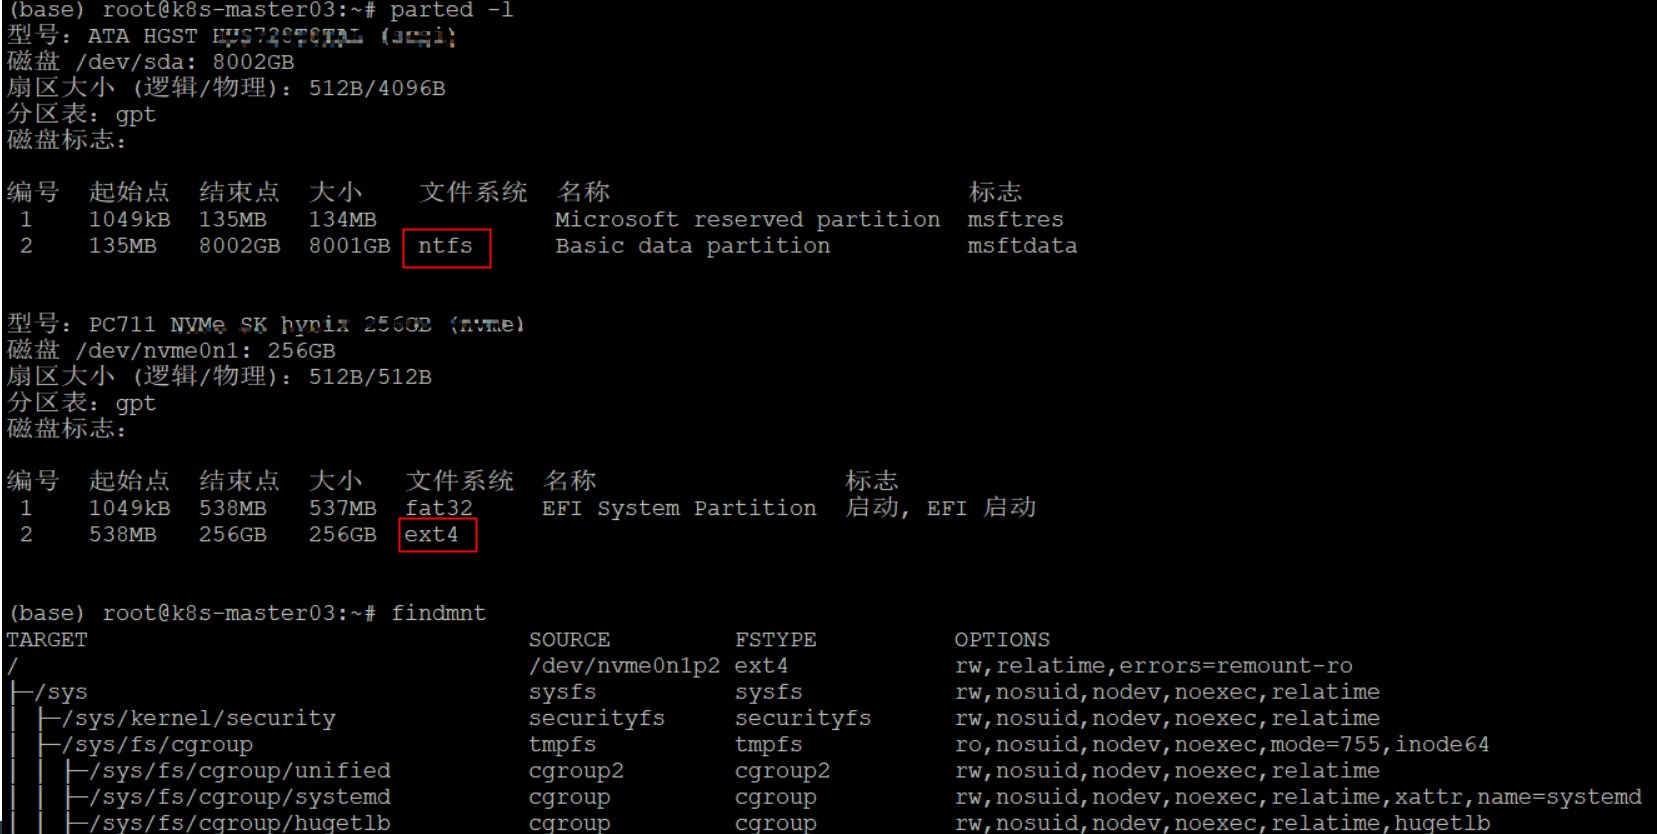 (base) root@k8s-master03:~# parted -l
型号: ATA HGST
磁盘 /dev/sda: 8002GB
扇区大小 (逻辑/物理): 512B/4096B
分区表: gpt
磁盘标志:
编号 起始点 结束点 大小 文件系统 名称 标志
1 1049kB 135MB 134MB Microsoft reserved partition msftres
2 135MB 8002GB 8001GB ntfs Basic data partition msftdata
型号: PC711 NVMe SK hynix 256GB (nvme)
磁盘 /dev/nvme0n1: 256GB
扇区大小 (逻辑/物理): 512B/512B
分区表: gpt
磁盘标志:
编号 起始点 结束点 大小 文件系统 名称 标志
1 1049kB 538MB 537MB fat32 EFI System Partition 启动, EFI 启动
2 538MB 256GB 256GB ext4
(base) root@k8s-master03:~# findmnt
TARGET SOURCE FSTYPE OPTIONS
/ /dev/nvme0n1p2 ext4 rw,relatime,errors=remount-ro
├─/sys sysfs sysfs rw,nosuid,nodev,noexec,relatime
│ ├─/sys/kernel/security securityfs securityfs rw,nosuid,nodev,noexec,relatime
│ ├─/sys/fs/cgroup tmpfs tmpfs ro,nosuid,nodev,noexec,mode=755,inode64
│ │ ├─/sys/fs/cgroup/unified cgroup2 cgroup2 rw,nosuid,nodev,noexec,relatime
│ │ ├─/sys/fs/cgroup/systemd cgroup cgroup rw,nosuid,nodev,noexec,relatime,xattr,name=systemd
│ │ ├─/sys/fs/cgroup/hugetlb cgroup cgroup rw,nosuid,nodev,noexec,relatime,hugetlb